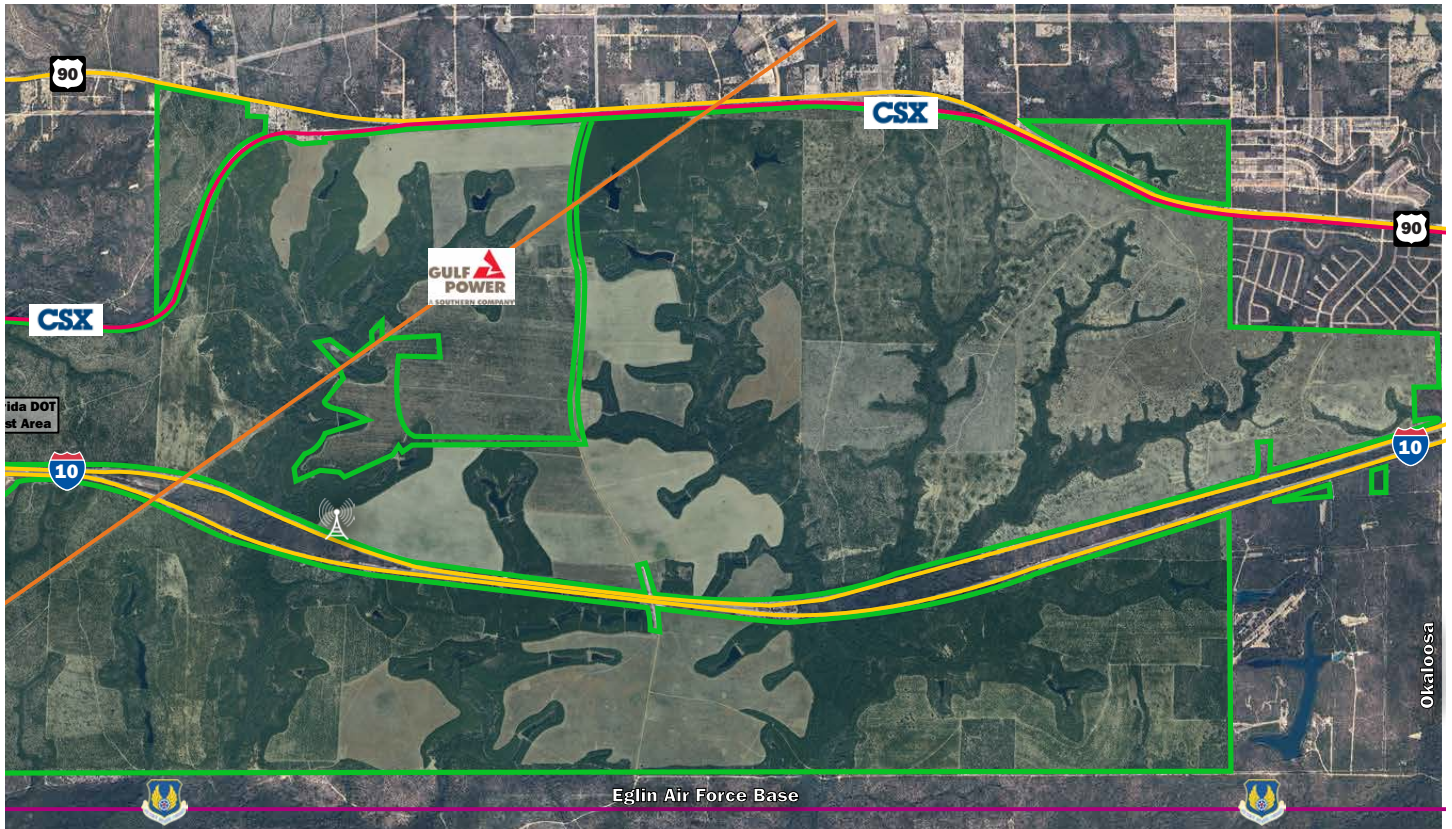 90
CSX
90
GULF
POWER
A SOUTHERN COMPANY
CSX
rida DOT
st Area
10
10
Okaloosa
Eglin Air Force Base